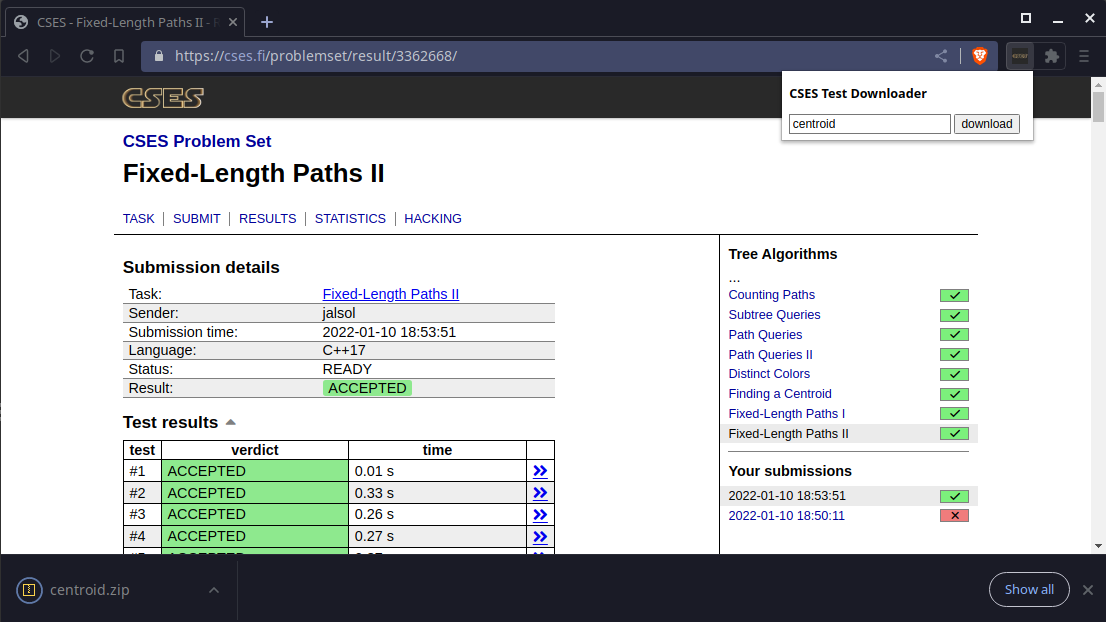 CSES - Fixed-Length Paths II -
https://cses.fi/problemset/result/3362668/
CSES
CSES Test Downloader
centroid
download
CSES Problem Set
Fixed-Length Paths II
TASK | SUBMIT | RESULTS | STATISTICS | HACKING
Submission details
Task: Fixed-Length Paths II
Sender: jalsol
Submission time: 2022-01-10 18:53:51
Language: C++17
Status: READY
Result: ACCEPTED
Test results
test verdict time
#1 ACCEPTED 0.01 s »
#2 ACCEPTED 0.33 s »
#3 ACCEPTED 0.26 s »
#4 ACCEPTED 0.27 s »
Tree Algorithms
...
Counting Paths
Subtree Queries
Path Queries
Path Queries II
Distinct Colors
Finding a Centroid
Fixed-Length Paths I
Fixed-Length Paths II
Your submissions
2022-01-10 18:53:51
2022-01-10 18:50:11
centroid.zip
Show all